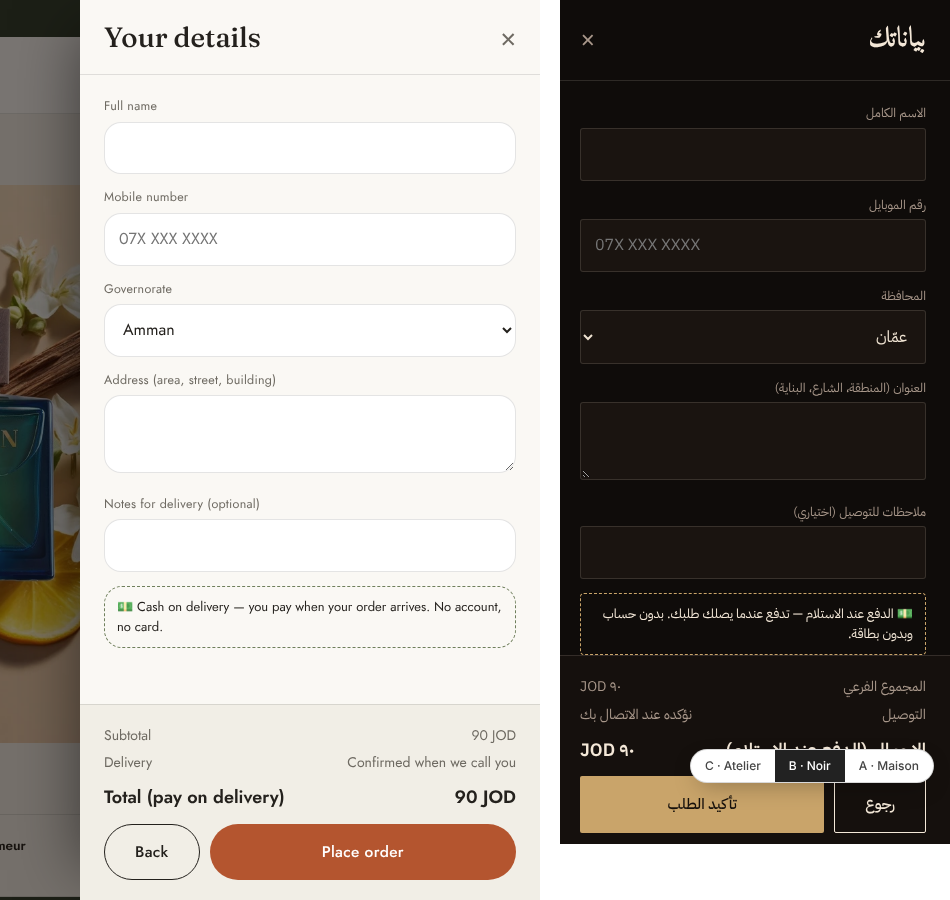 Your details
×
Full name
Mobile number
07X XXX XXXX
Governorate
Amman
Address (area, street, building)
Notes for delivery (optional)
💵 Cash on delivery — you pay when your order arrives. No account,
no card.
Subtotal 90 JOD
Delivery Confirmed when we call you
Total (pay on delivery) 90 JOD
Back Place order
N
meur
بياناتك
×
الاسم الكامل
رقم الموبايل
07X XXX XXXX
المحافظة
عمّان
العنوان (المنطقة، الشارع، البناية)
ملاحظات للتوصيل (اختياري)
💵 الدفع عند الاستلام — تدفع عندما يصلك طلبك. بدون حساب
وبدون بطاقة.
المجموع الفرعي ٩٠ JOD
التوصيل نؤكده عند الاتصال بك
٩٠ JOD
C · Atelier B · Noir A · Maison
رجوع تأكيد الطلب